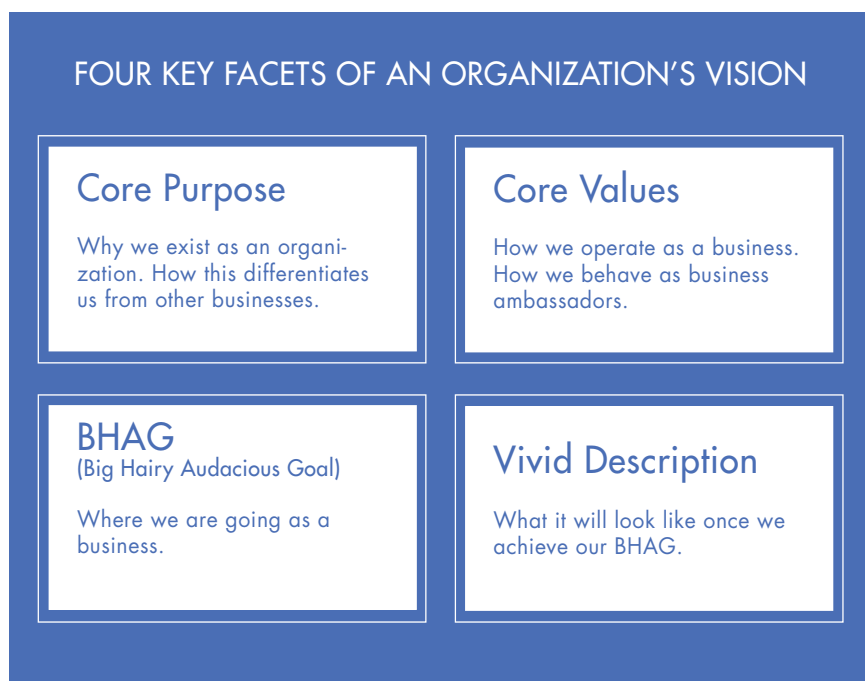 FOUR KEY FACETS OF AN ORGANIZATION’S VISION
Core Purpose
Why we exist as an organi-
zation. How this differentiates
us from other businesses.
Core Values
How we operate as a business.
How we behave as business
ambassadors.
BHAG
(Big Hairy Audacious Goal)
Where we are going as a
business.
Vivid Description
What it will look like once we
achieve our BHAG.